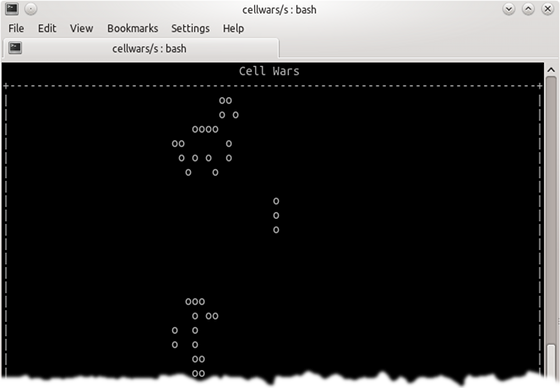 cellwars/s : bash
File Edit View Bookmarks Settings Help
cellwars/s : bash
Cell Wars
oo
o o
oooo
oo o
o o o o
o o
o
o
o
ooo
o oo
o o
o o
oo
oo